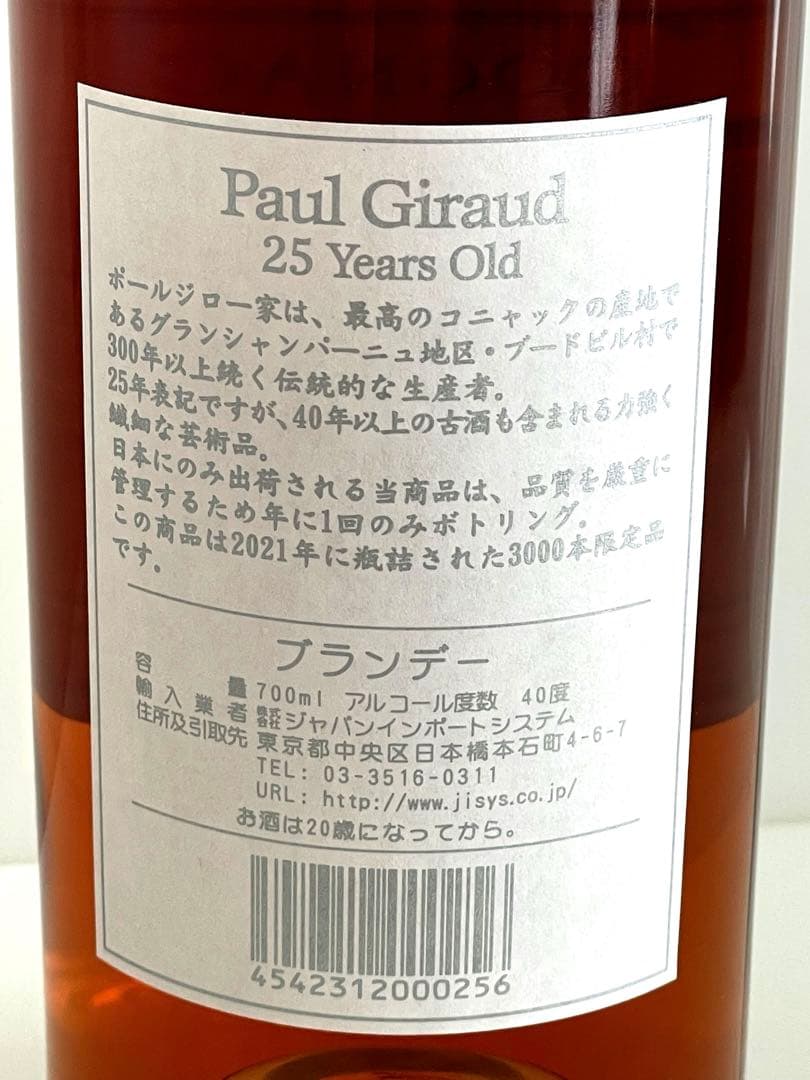 Paul Giraud
25 Years Old
ポールジロー家は、最高のコニャックの産地で
あるグランシャンパーニュ地区・ブードビル村で
300年以上続く伝統的な生産者。
25年表記ですが、40年以上の古酒も含まれる力強く
繊細な芸術品。
日本にのみ出荷される当商品は、品質を厳重に
管理するため年に1回のみボトリング。
この商品は2021年に瓶詰された3000本限定品
です。
ブランデー
容量 700ml アルコール度数 40度
輸入業者 株式会社ジャパンインポートシステム
住所及引取先 東京都中央区日本橋本石町4-6-7
TEL: 03-3516-0311
URL: http://www.jisys.co.jp/
お酒は20歳になってから。
4542312000256